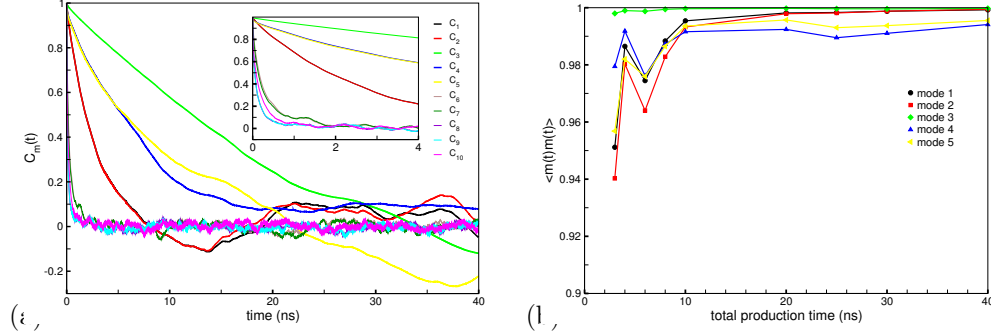 1
0.8
0.6
0.4
0.2
0
-0.2
C_m(t)
0 10 20 30 40
time (ns)
1
0.8
0.6
0.4
0.2
0
0 1 2 3 4
C_1
C_2
C_3
C_4
C_5
C_6
C_7
C_8
C_9
C_10
1
0.98
0.96
0.94
0.92
0.9
<m(t)m(t)>
0 10 20 30 40
total production time (ns)
mode 1
mode 2
mode 3
mode 4
mode 5